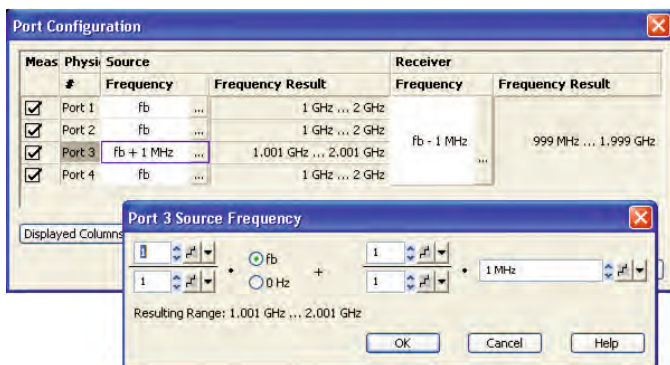 Port Configuration
Meas Physi Source Receiver
# Frequency Frequency Result Frequency Frequency Result
Port 1 fb ... 1 GHz ... 2 GHz
Port 2 fb ... 1 GHz ... 2 GHz
fb - 1 MHz ... 999 MHz ... 1.999 GHz
Port 3 fb + 1 MHz ... 1.001 GHz ... 2.001 GHz
Port 4 fb ... 1 GHz ... 2 GHz
Displayed Columns
Port 3 Source Frequency
1 fb 1
• + • 1 MHz
1 0 Hz 1
Resulting Range: 1.001 GHz ... 2.001 GHz
OK Cancel Help